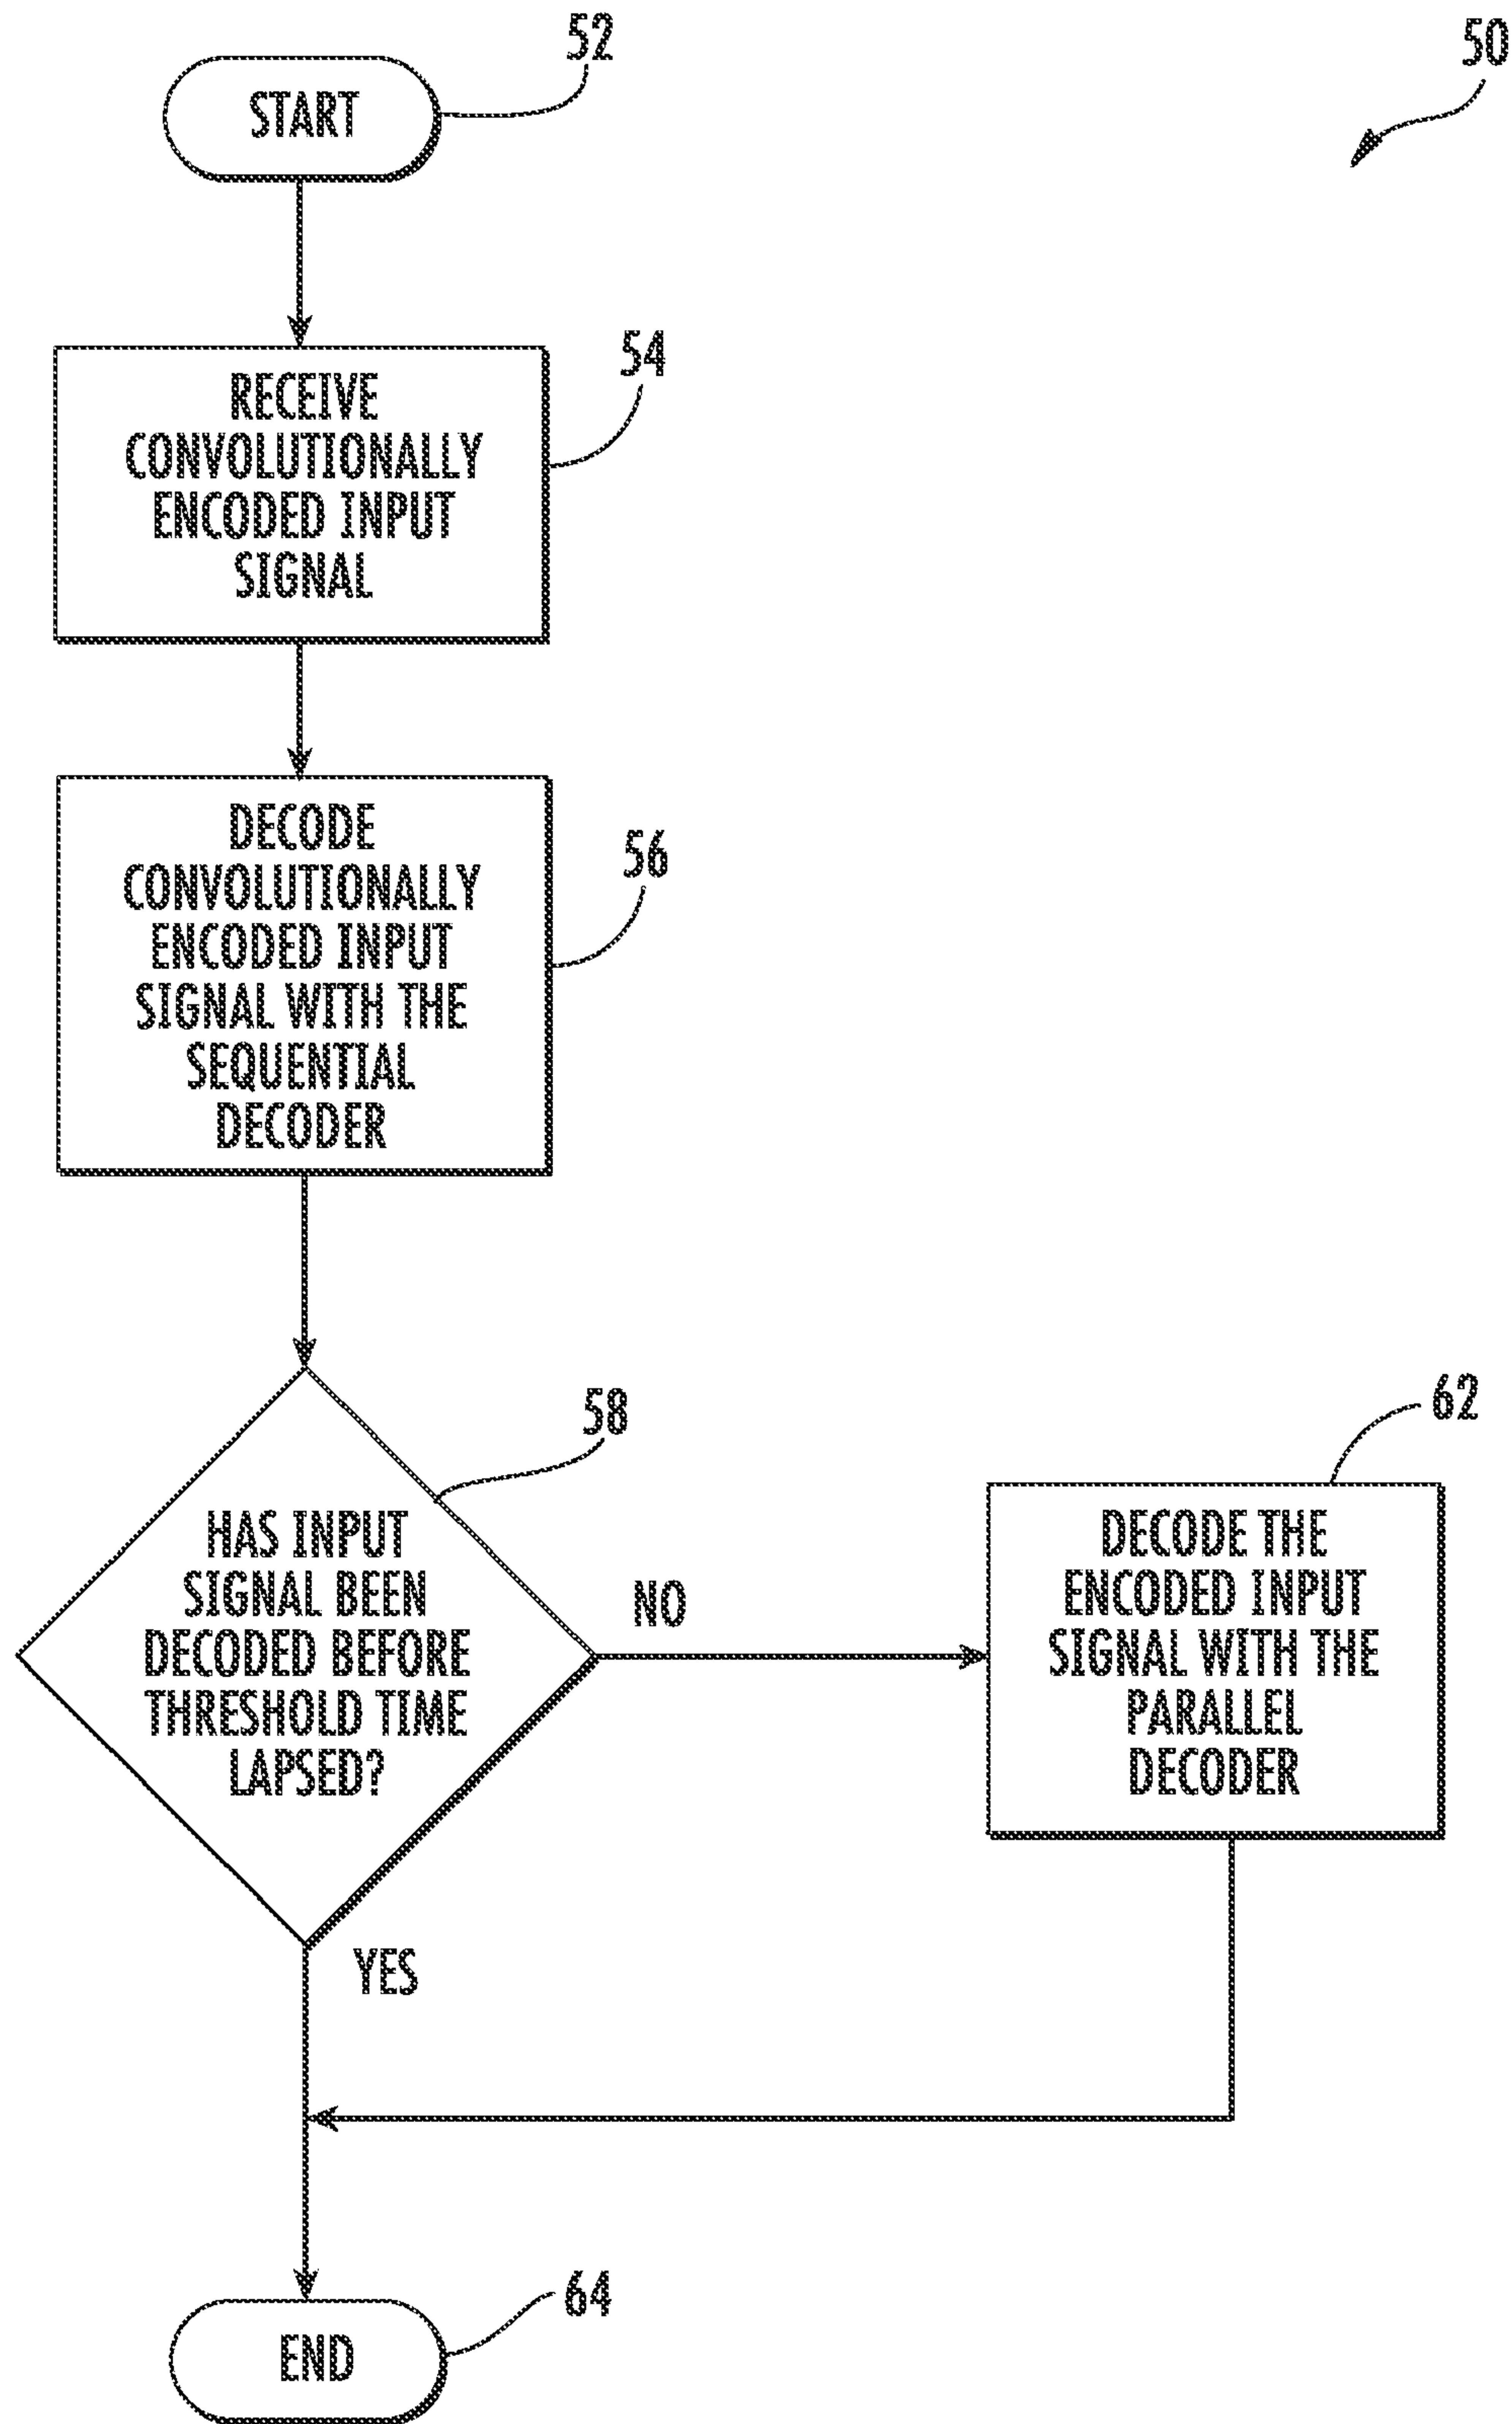 52
50
START
54
RECEIVE
CONVOLUTIONALLY
ENCODED INPUT
SIGNAL
56
DECODE
CONVOLUTIONALLY
ENCODED INPUT
SIGNAL WITH THE
SEQUENTIAL
DECODER
58
HAS INPUT
SIGNAL BEEN
DECODED BEFORE
THRESHOLD TIME
LAPSED?
NO
62
DECODE THE
ENCODED INPUT
SIGNAL WITH THE
PARALLEL
DECODER
YES
64
END